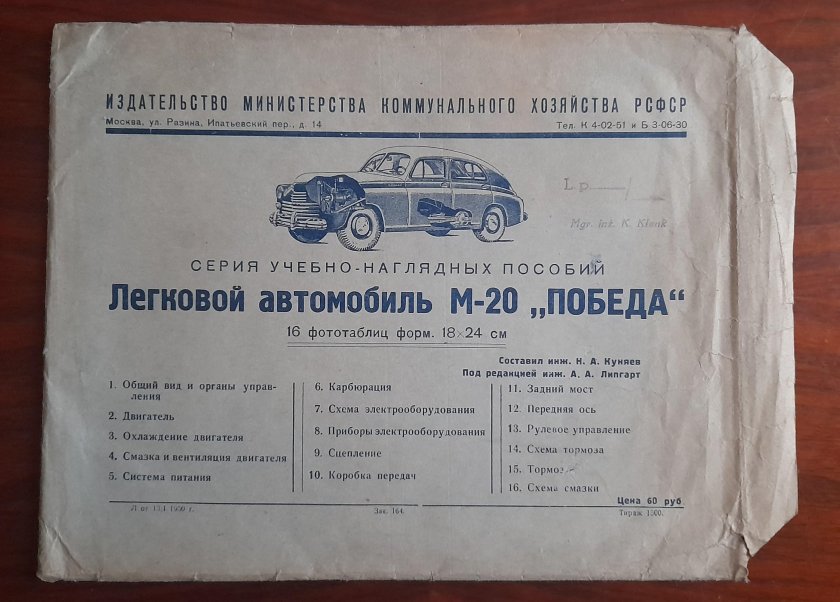 ИЗДАТЕЛЬСТВО МИНИСТЕРСТВА КОММУНАЛЬНОГО ХОЗЯЙСТВА РСФСР
Москва, ул. Разина, Ипатьевский пер., д. 14 Тел. К 4-02-51 и Б 3-06-30
L p
Mgr. inż. K. Klonk
СЕРИЯ УЧЕБНО-НАГЛЯДНЫХ ПОСОБИЙ
Легковой автомобиль М-20 „ПОБЕДА“
16 фототаблиц форм. 18×24 см
Составил инж. Н. А. Куняев
Под редакцией инж. А. А. Липгарт
1. Общий вид и органы управ-
ления
2. Двигатель
3. Охлаждение двигателя
4. Смазка и вентиляция двигателя
5. Система питания
6. Карбюрация
7. Схема электрооборудования
8. Приборы электрооборудования
9. Сцепление
10. Коробка передач
11. Задний мост
12. Передняя ось
13. Рулевое управление
14. Схема тормоза
15. Тормоз
16. Схема смазки
Цена 60 руб
Зак. 164.
Тираж 1500.